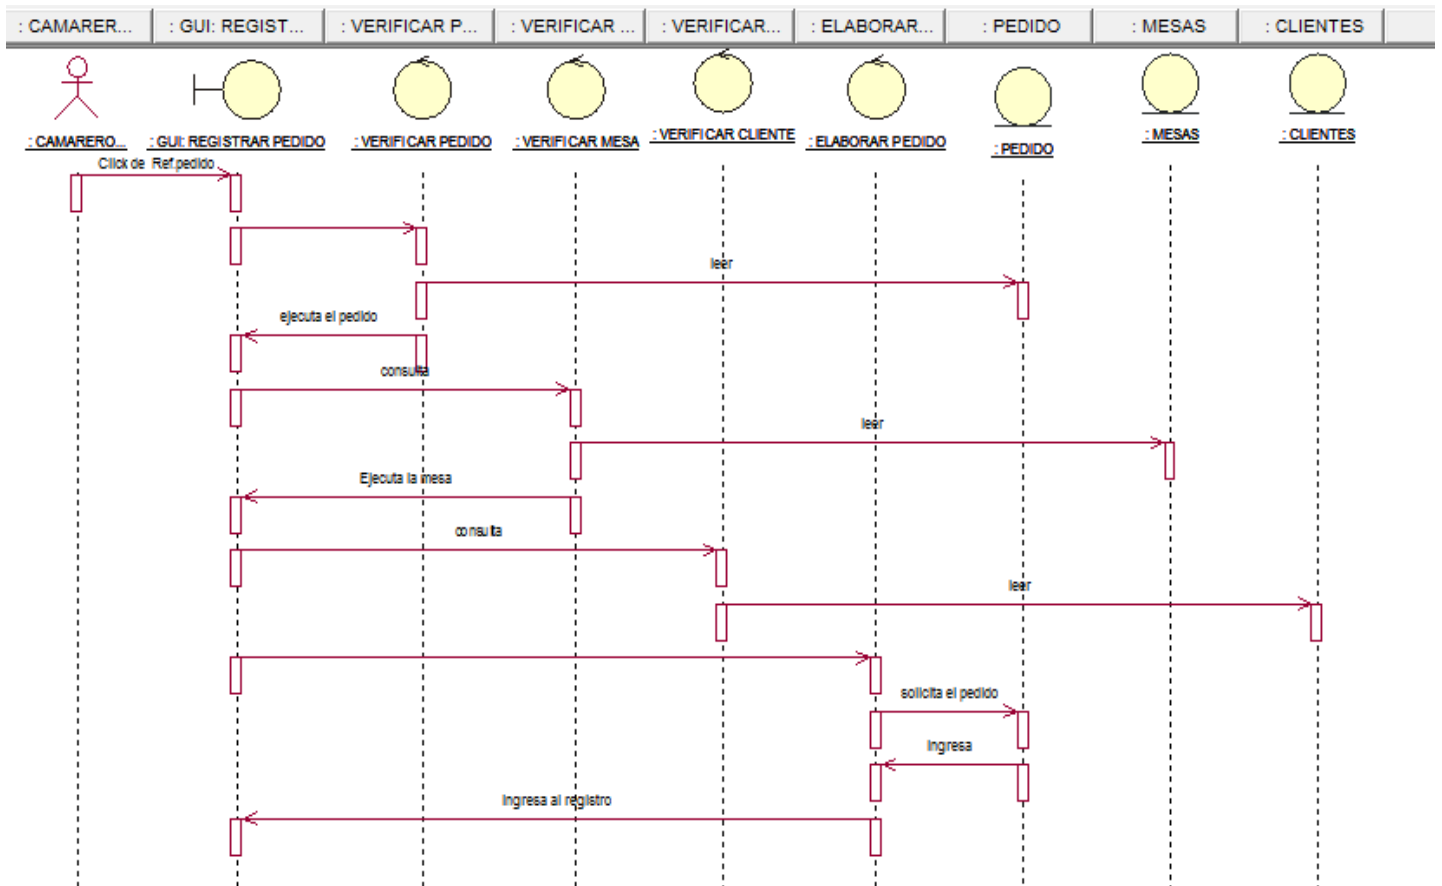 : CAMARER...
: GUI: REGIST...
: VERIFICAR P...
: VERIFICAR ...
: VERIFICAR...
: ELABORAR...
: PEDIDO
: MESAS
: CLIENTES
: CAMARERO...
: GUI: REGISTRAR PEDIDO
: VERIFICAR PEDIDO
: VERIFICAR MESA
: VERIFICAR CLIENTE
: ELABORAR PEDIDO
: PEDIDO
: MESAS
: CLIENTES
Click de Ref.pedido
leer
ejecuta el pedido
consulta
leer
Ejecuta la mesa
consulta
leer
solicita el pedido
Ingresa
Ingresa al registro